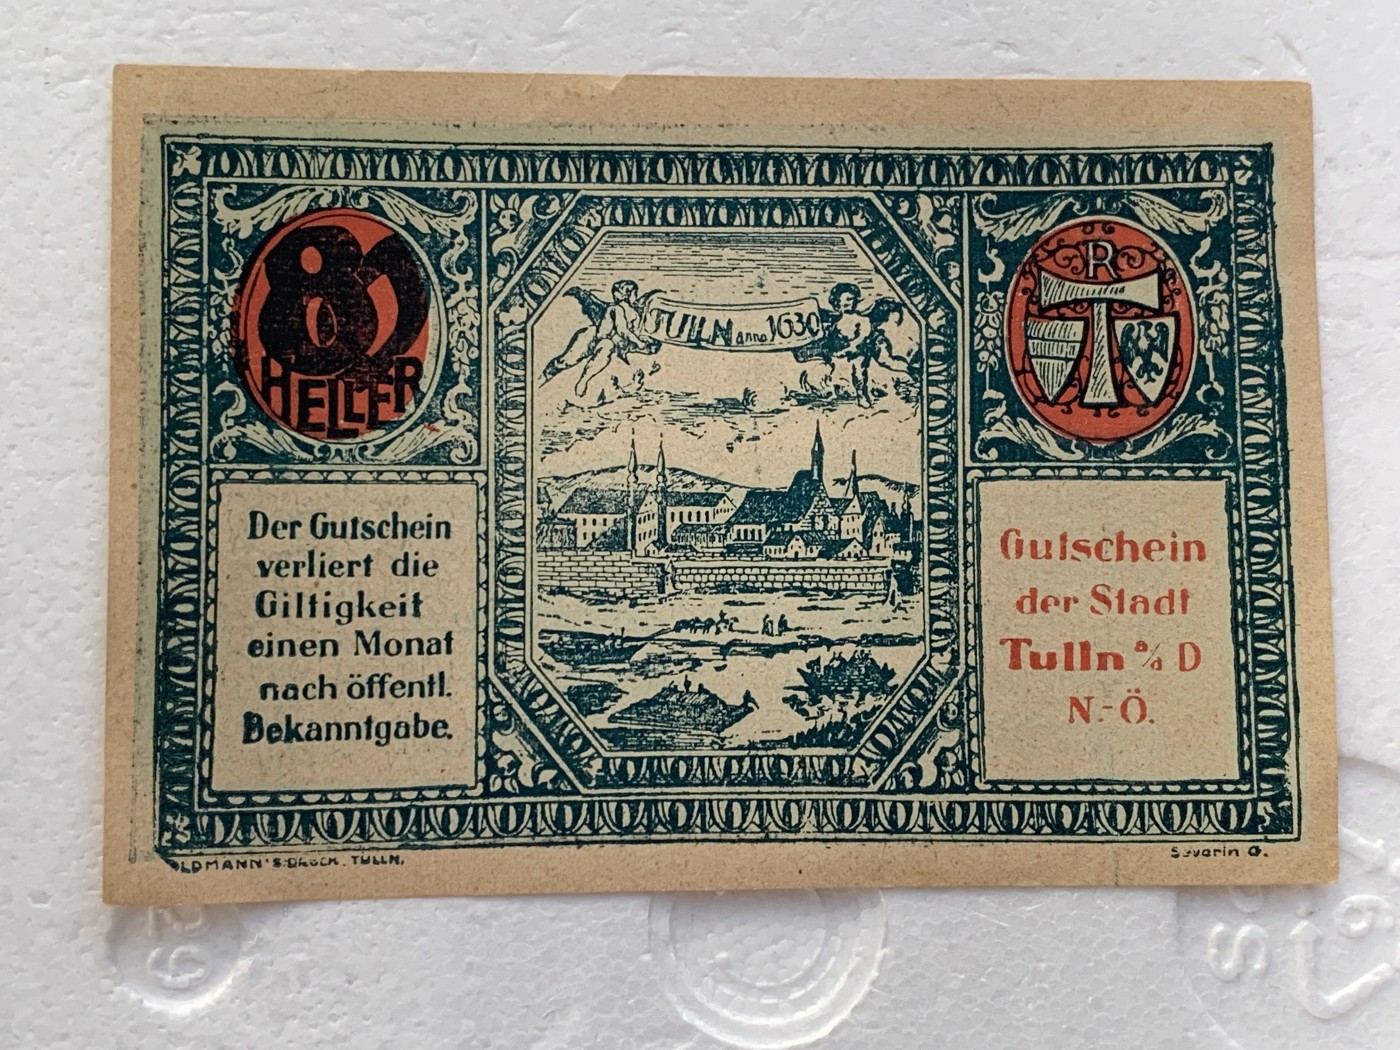 80
HELLER
TULLN anno 1630
R
T
Der Gutschein
verliert die
Giltigkeit
einen Monat
nach öffentl.
Bekanntgabe.
Gutschein
der Stadt
Tulln a/d D
N.-Ö.
TULLN.
Severin G.